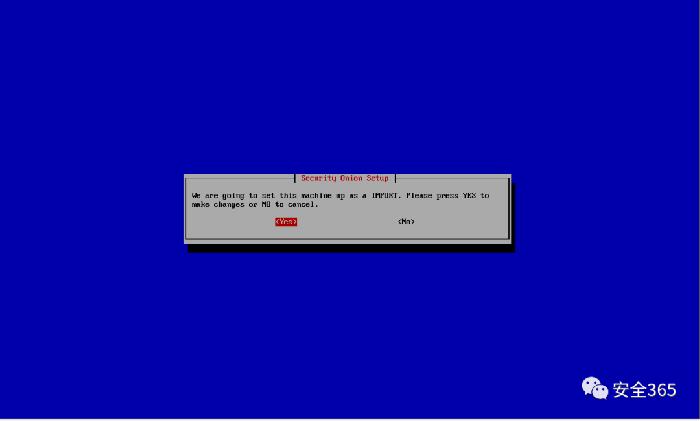 Security Onion Setup
We are going to set this machine up as a IMPORT. Please press YES to
make changes or NO to cancel.
<Yes> <No>
安全365